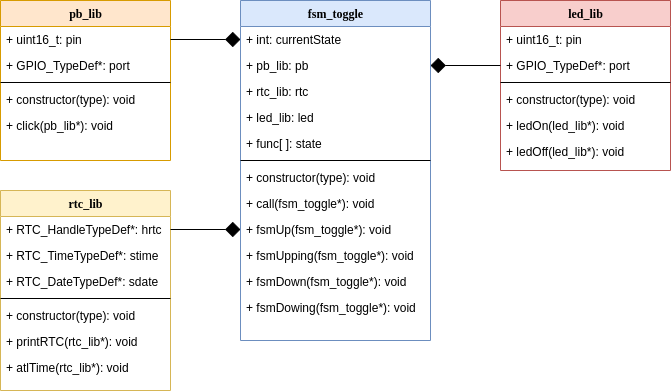 pb_lib
+ uint16_t: pin
+ GPIO_TypeDef*: port
+ constructor(type): void
+ click(pb_lib*): void
fsm_toggle
+ int: currentState
+ pb_lib: pb
+ rtc_lib: rtc
+ led_lib: led
+ func[ ]: state
+ constructor(type): void
+ call(fsm_toggle*): void
+ fsmUp(fsm_toggle*): void
+ fsmUpping(fsm_toggle*): void
+ fsmDown(fsm_toggle*): void
+ fsmDowing(fsm_toggle*): void
led_lib
+ uint16_t: pin
+ GPIO_TypeDef*: port
+ constructor(type): void
+ ledOn(led_lib*): void
+ ledOff(led_lib*): void
rtc_lib
+ RTC_HandleTypeDef*: hrtc
+ RTC_TimeTypeDef*: stime
+ RTC_DateTypeDef*: sdate
+ constructor(type): void
+ printRTC(rtc_lib*): void
+ atlTime(rtc_lib*): void